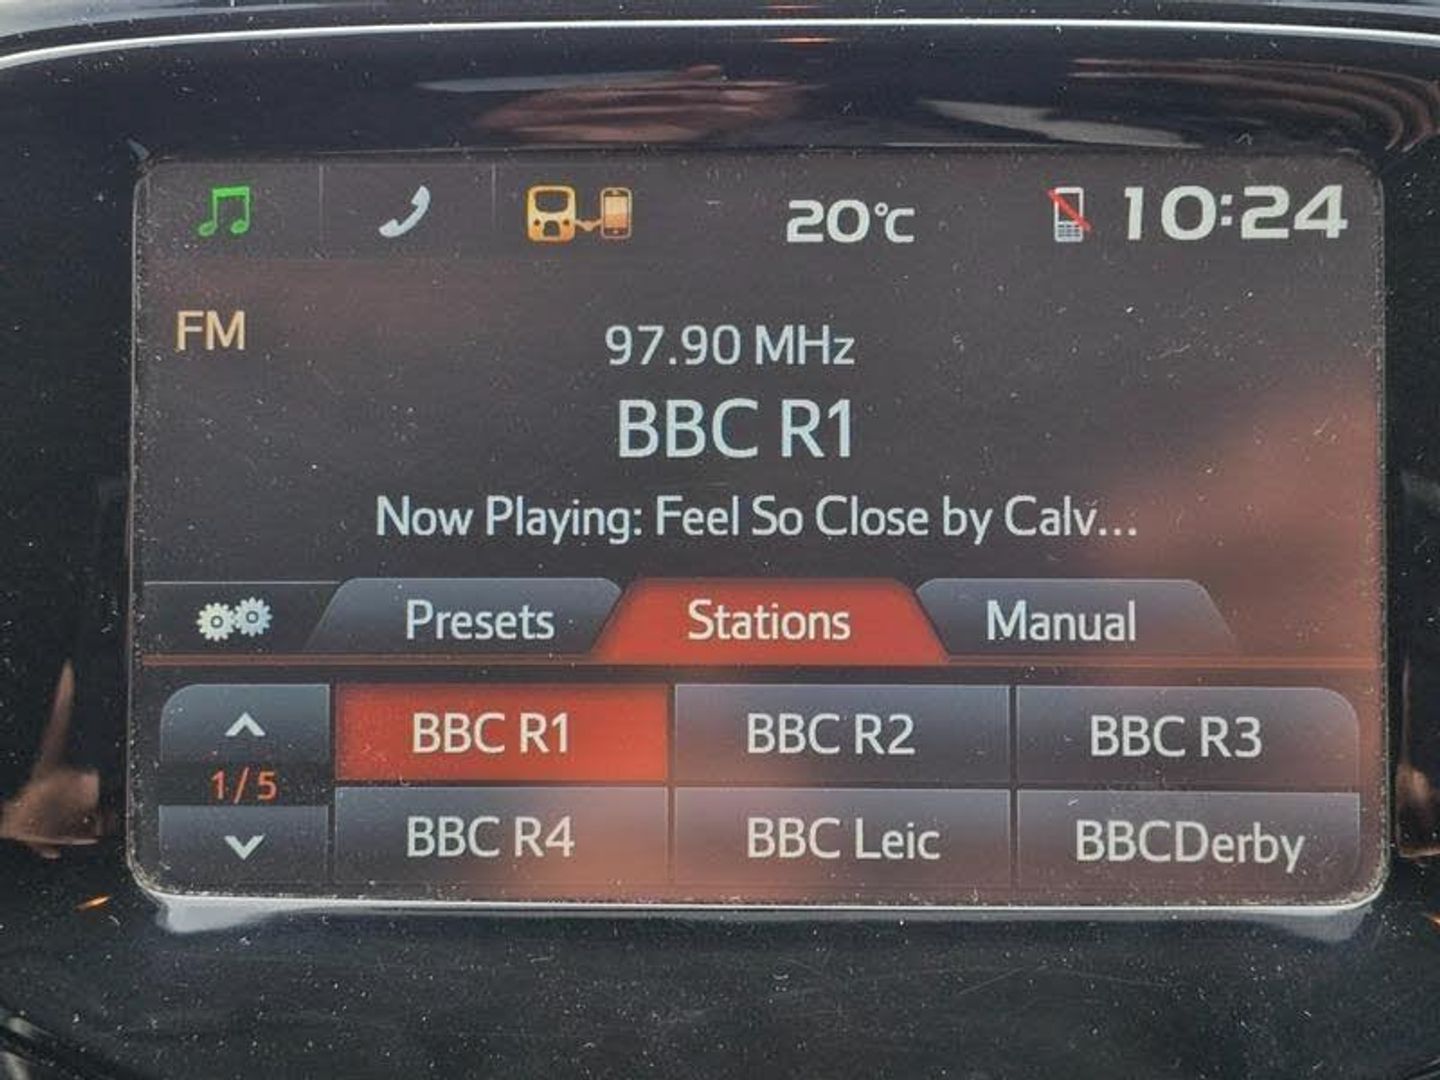 20°C
10:24
FM
97.90 MHz
BBC R1
Now Playing: Feel So Close by Calv...
Presets
Stations
Manual
BBC R1
BBC R2
BBC R3
1/5
BBC R4
BBC Leic
BBCDerby